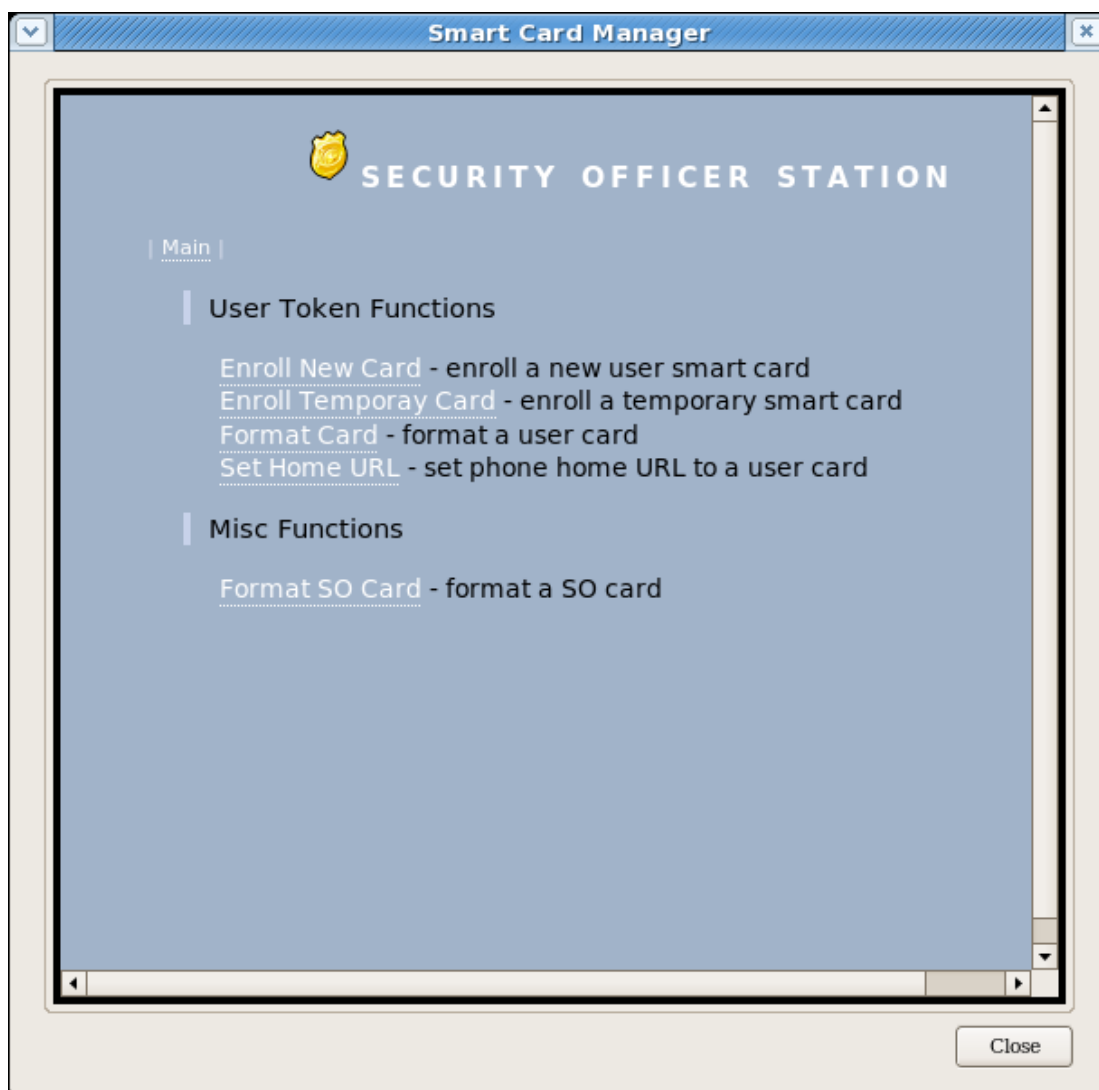 Smart Card Manager
SECURITY OFFICER STATION
| Main |
User Token Functions
Enroll New Card - enroll a new user smart card
Enroll Temporay Card - enroll a temporary smart card
Format Card - format a user card
Set Home URL - set phone home URL to a user card
Misc Functions
Format SO Card - format a SO card
Close